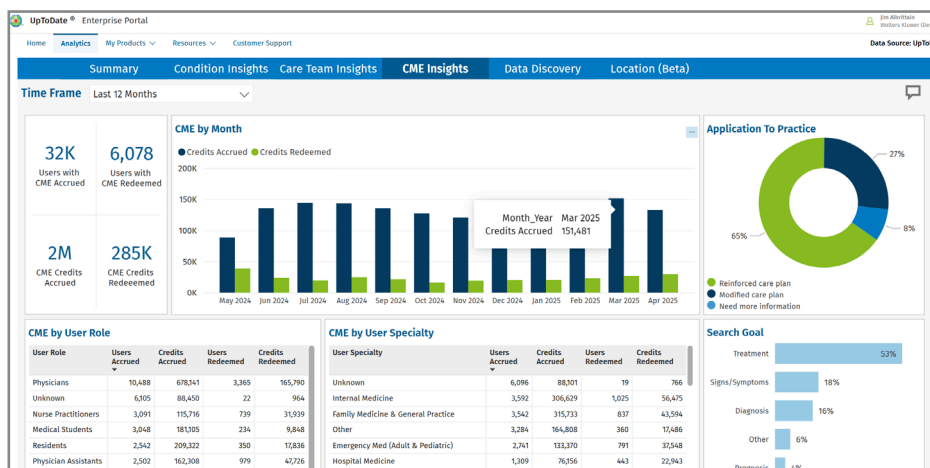 UpToDate ® Enterprise Portal
Jim Albrittain
Wolters Kluwer
Home Analytics My Products Resources Customer Support
Data Source:
Summary Condition Insights Care Team Insights CME Insights Data Discovery Location (Beta)
Time Frame Last 12 Months
32K
Users with
CME Accrued
6,078
Users with
CME Redeemed
2M
CME Credits
Accrued
285K
CME Credits
Redeeemed
CME by Month
Credits Accrued Credits Redeemed
200K
150K
100K
50K
0K
Month_Year Mar 2025
Credits Accrued 151,481
May 2024 Jun 2024 Jul 2024 Aug 2024 Sep 2024 Oct 2024 Nov 2024 Dec 2024 Jan 2025 Feb 2025 Mar 2025 Apr 2025
Application To Practice
27%
8%
65%
Reinforced care plan
Modified care plan
Need more information
CME by User Role
User Role Users Accrued Credits Accrued Users Redeemed Credits Redeemed
Physicians 10,488 678,141 3,365 165,790
Unknown 6,105 88,450 22 964
Nurse Practitioners 3,091 115,716 739 31,939
Medical Students 3,048 181,105 234 9,848
Residents 2,542 209,322 350 17,836
Physician Assistants 2,502 162,308 979 47,726
CME by User Specialty
User Specialty Users Accrued Credits Accrued Users Redeemed Credits Redeemed
Unknown 6,096 88,101 19 766
Internal Medicine 3,592 306,629 1,025 56,475
Family Medicine & General Practice 3,542 315,733 837 43,594
Other 3,284 164,808 360 17,486
Emergency Med (Adult & Pediatric) 2,741 133,370 791 37,548
Hospital Medicine 1,309 76,156 443 22,943
Search Goal
Treatment 53%
Signs/Symptoms 18%
Diagnosis 16%
Other 6%